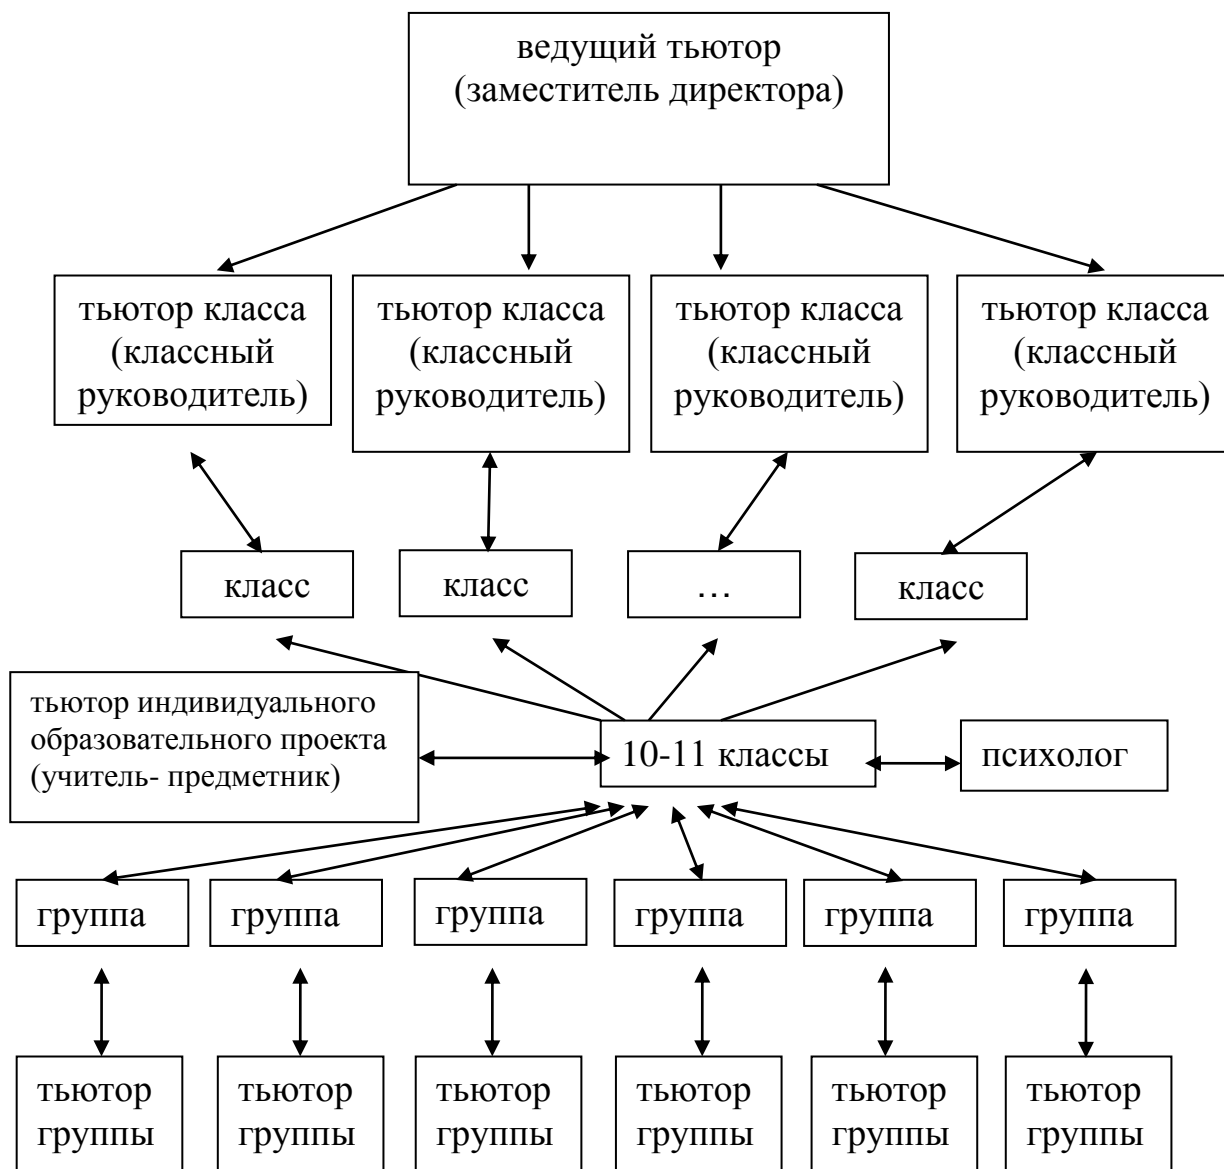 ведущий тьютор
(заместитель директора)
тьютор класса
(классный
руководитель)
тьютор класса
(классный
руководитель)
тьютор класса
(классный
руководитель)
тьютор класса
(классный
руководитель)
класс
класс
…
класс
тьютор индивидуального
образовательного проекта
(учитель- предметник)
10-11 классы
психолог
группа
группа
группа
группа
группа
группа
тьютор
группы
тьютор
группы
тьютор
группы
тьютор
группы
тьютор
группы
тьютор
группы